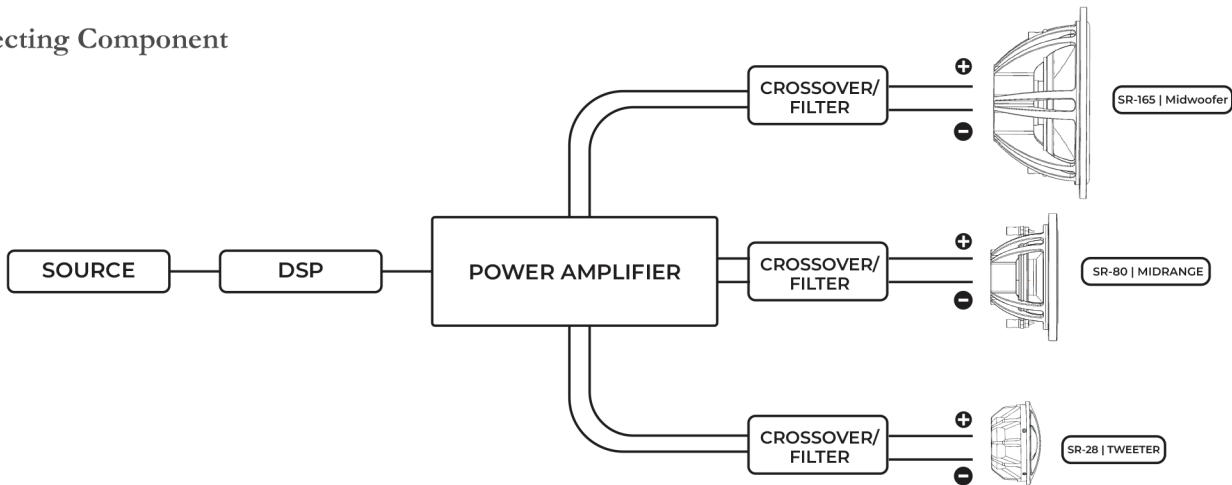 ecting Component
CROSSOVER/
FILTER
+
-
SR-165 | Midwoofer
SOURCE
DSP
POWER AMPLIFIER
CROSSOVER/
FILTER
+
-
SR-80 | MIDRANGE
CROSSOVER/
FILTER
+
-
SR-28 | TWEETER